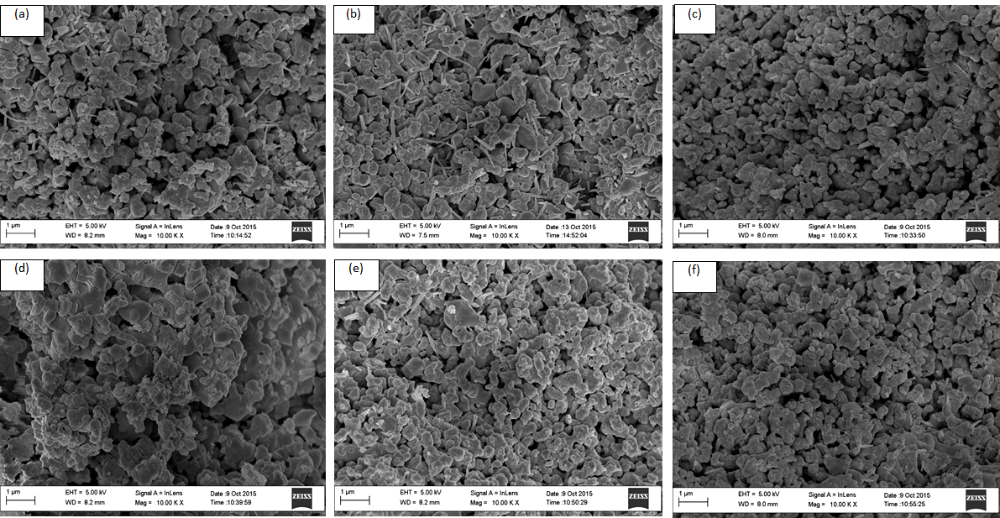 (a)
1 µm
EHT = 5.00 kV
Signal A = InLens
Date :9 Oct 2015
WD = 8.2 mm
Mag = 10.00 K X
Time :10:14:52
ZEISS
(b)
1 µm
EHT = 5.00 kV
Signal A = InLens
Date :13 Oct 2015
WD = 7.5 mm
Mag = 10.00 K X
Time :14:52:04
ZEISS
(c)
1 µm
EHT = 5.00 kV
Signal A = InLens
Date :9 Oct 2015
WD = 8.0 mm
Mag = 10.00 K X
Time :10:33:50
ZEISS
(d)
1 µm
EHT = 5.00 kV
Signal A = InLens
Date :9 Oct 2015
WD = 8.2 mm
Mag = 10.00 K X
Time :10:39:59
ZEISS
(e)
1 µm
EHT = 5.00 kV
Signal A = InLens
Date :9 Oct 2015
WD = 8.2 mm
Mag = 10.00 K X
Time :10:50:29
ZEISS
(f)
1 µm
EHT = 5.00 kV
Signal A = InLens
Date :9 Oct 2015
WD = 8.0 mm
Mag = 10.00 K X
Time :10:55:25
ZEISS